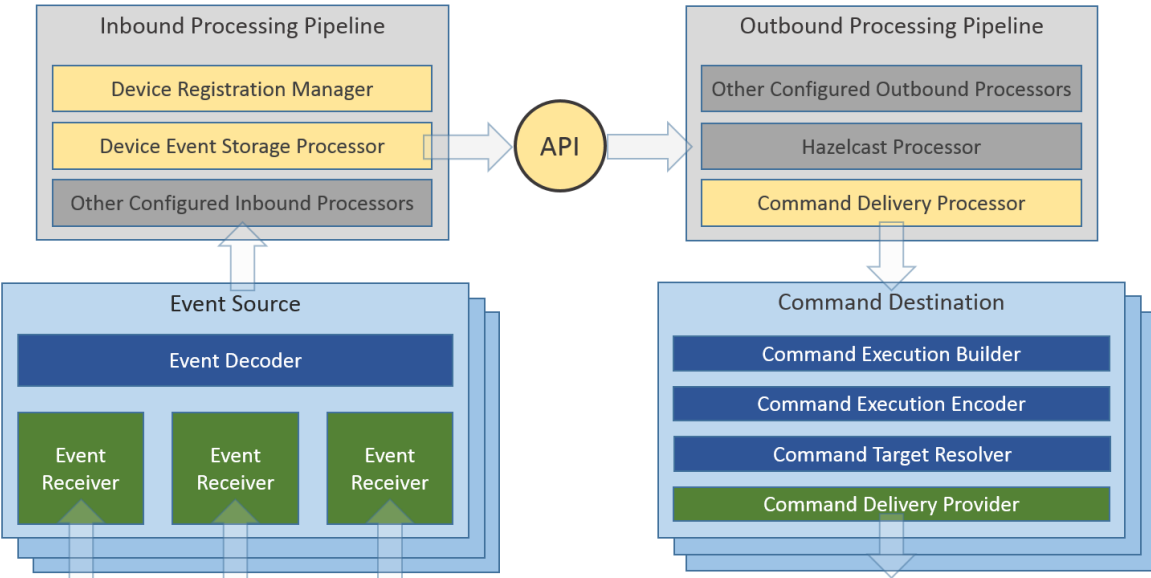 Inbound Processing Pipeline
Device Registration Manager
Device Event Storage Processor
Other Configured Inbound Processors
API
Outbound Processing Pipeline
Other Configured Outbound Processors
Hazelcast Processor
Command Delivery Processor
Event Source
Event Decoder
Event
Receiver
Event
Receiver
Event
Receiver
Command Destination
Command Execution Builder
Command Execution Encoder
Command Target Resolver
Command Delivery Provider